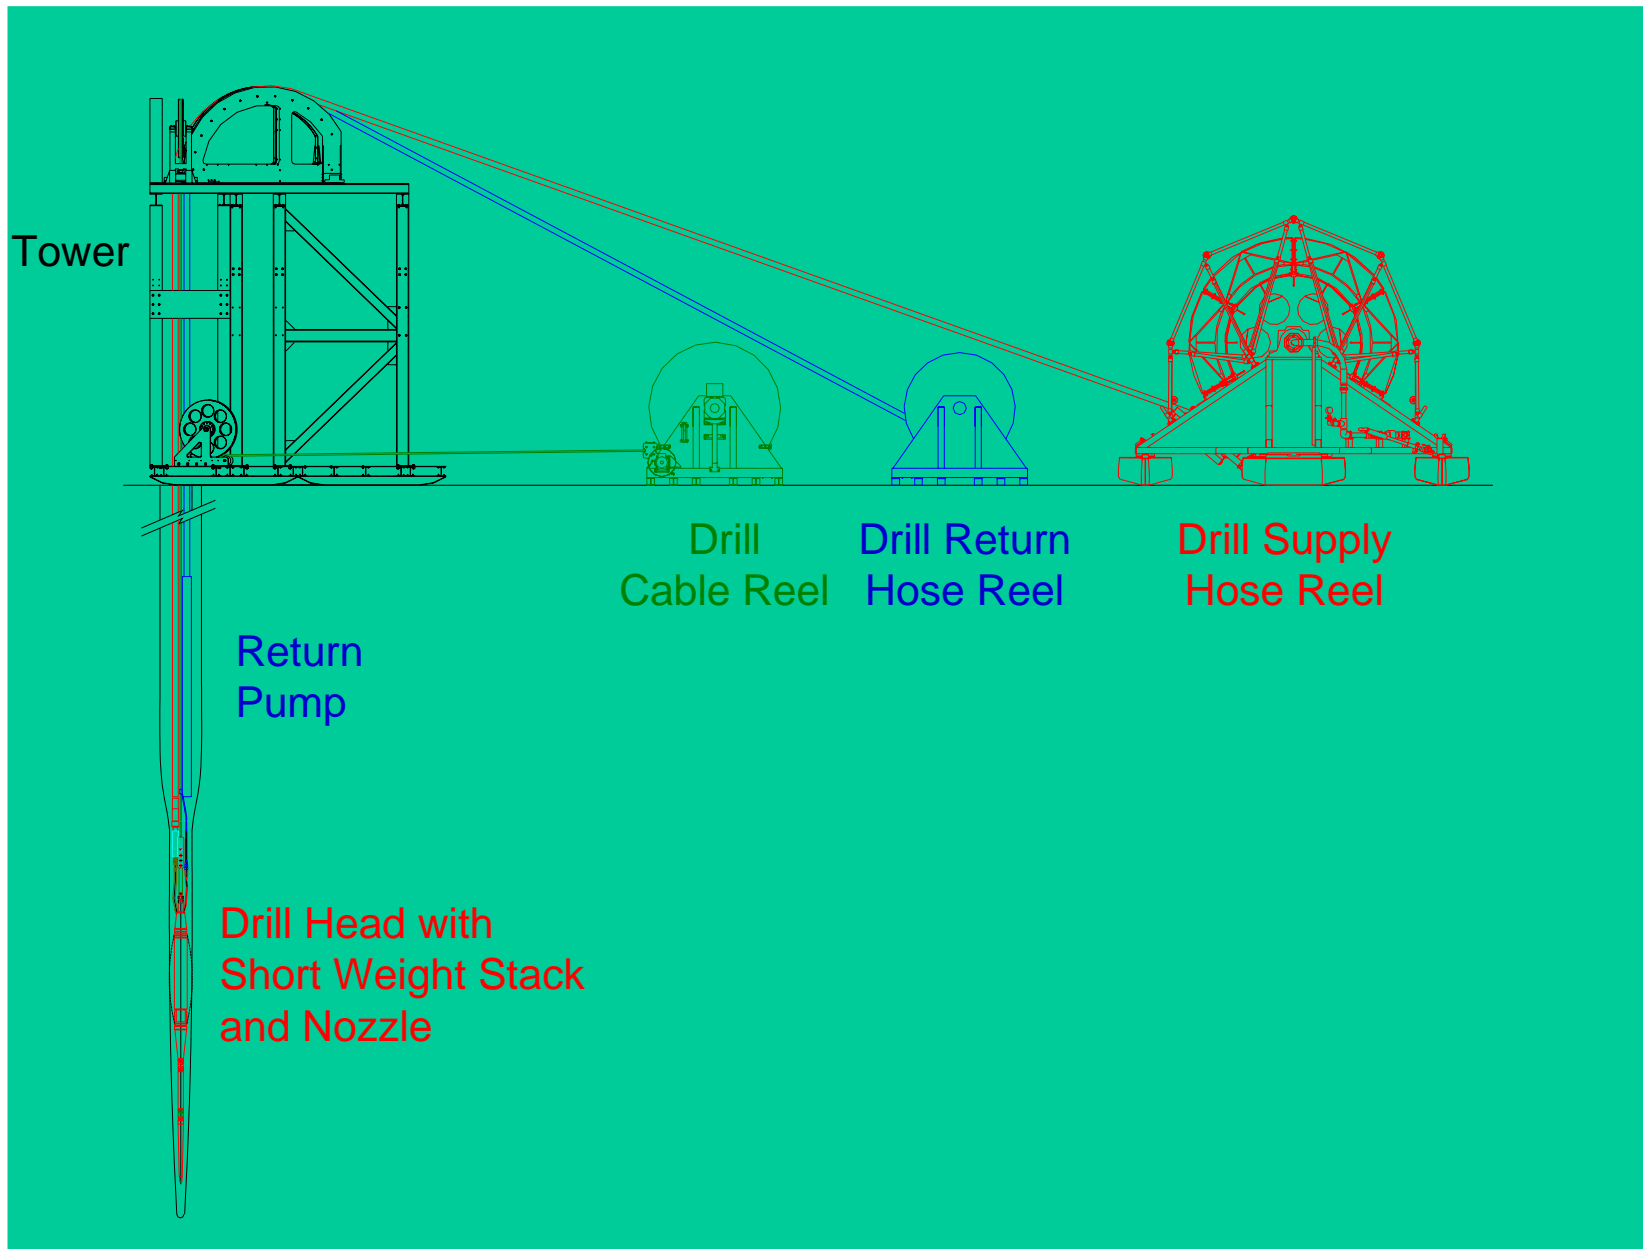 Tower
Drill
Cable Reel
Drill Return
Hose Reel
Drill Supply
Hose Reel
Return
Pump
Drill Head with
Short Weight Stack
and Nozzle